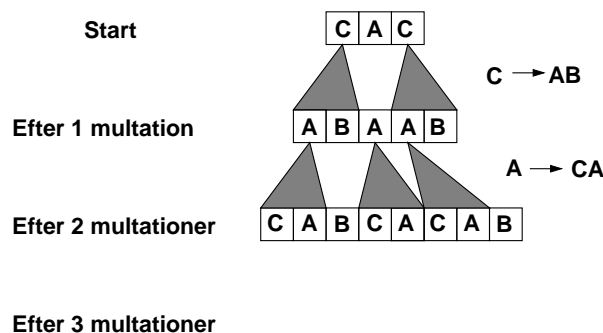 Start
C A C
C → AB
Efter 1 multation
A B A A B
A → CA
Efter 2 multationer
C A B C A C A B
Efter 3 multationer